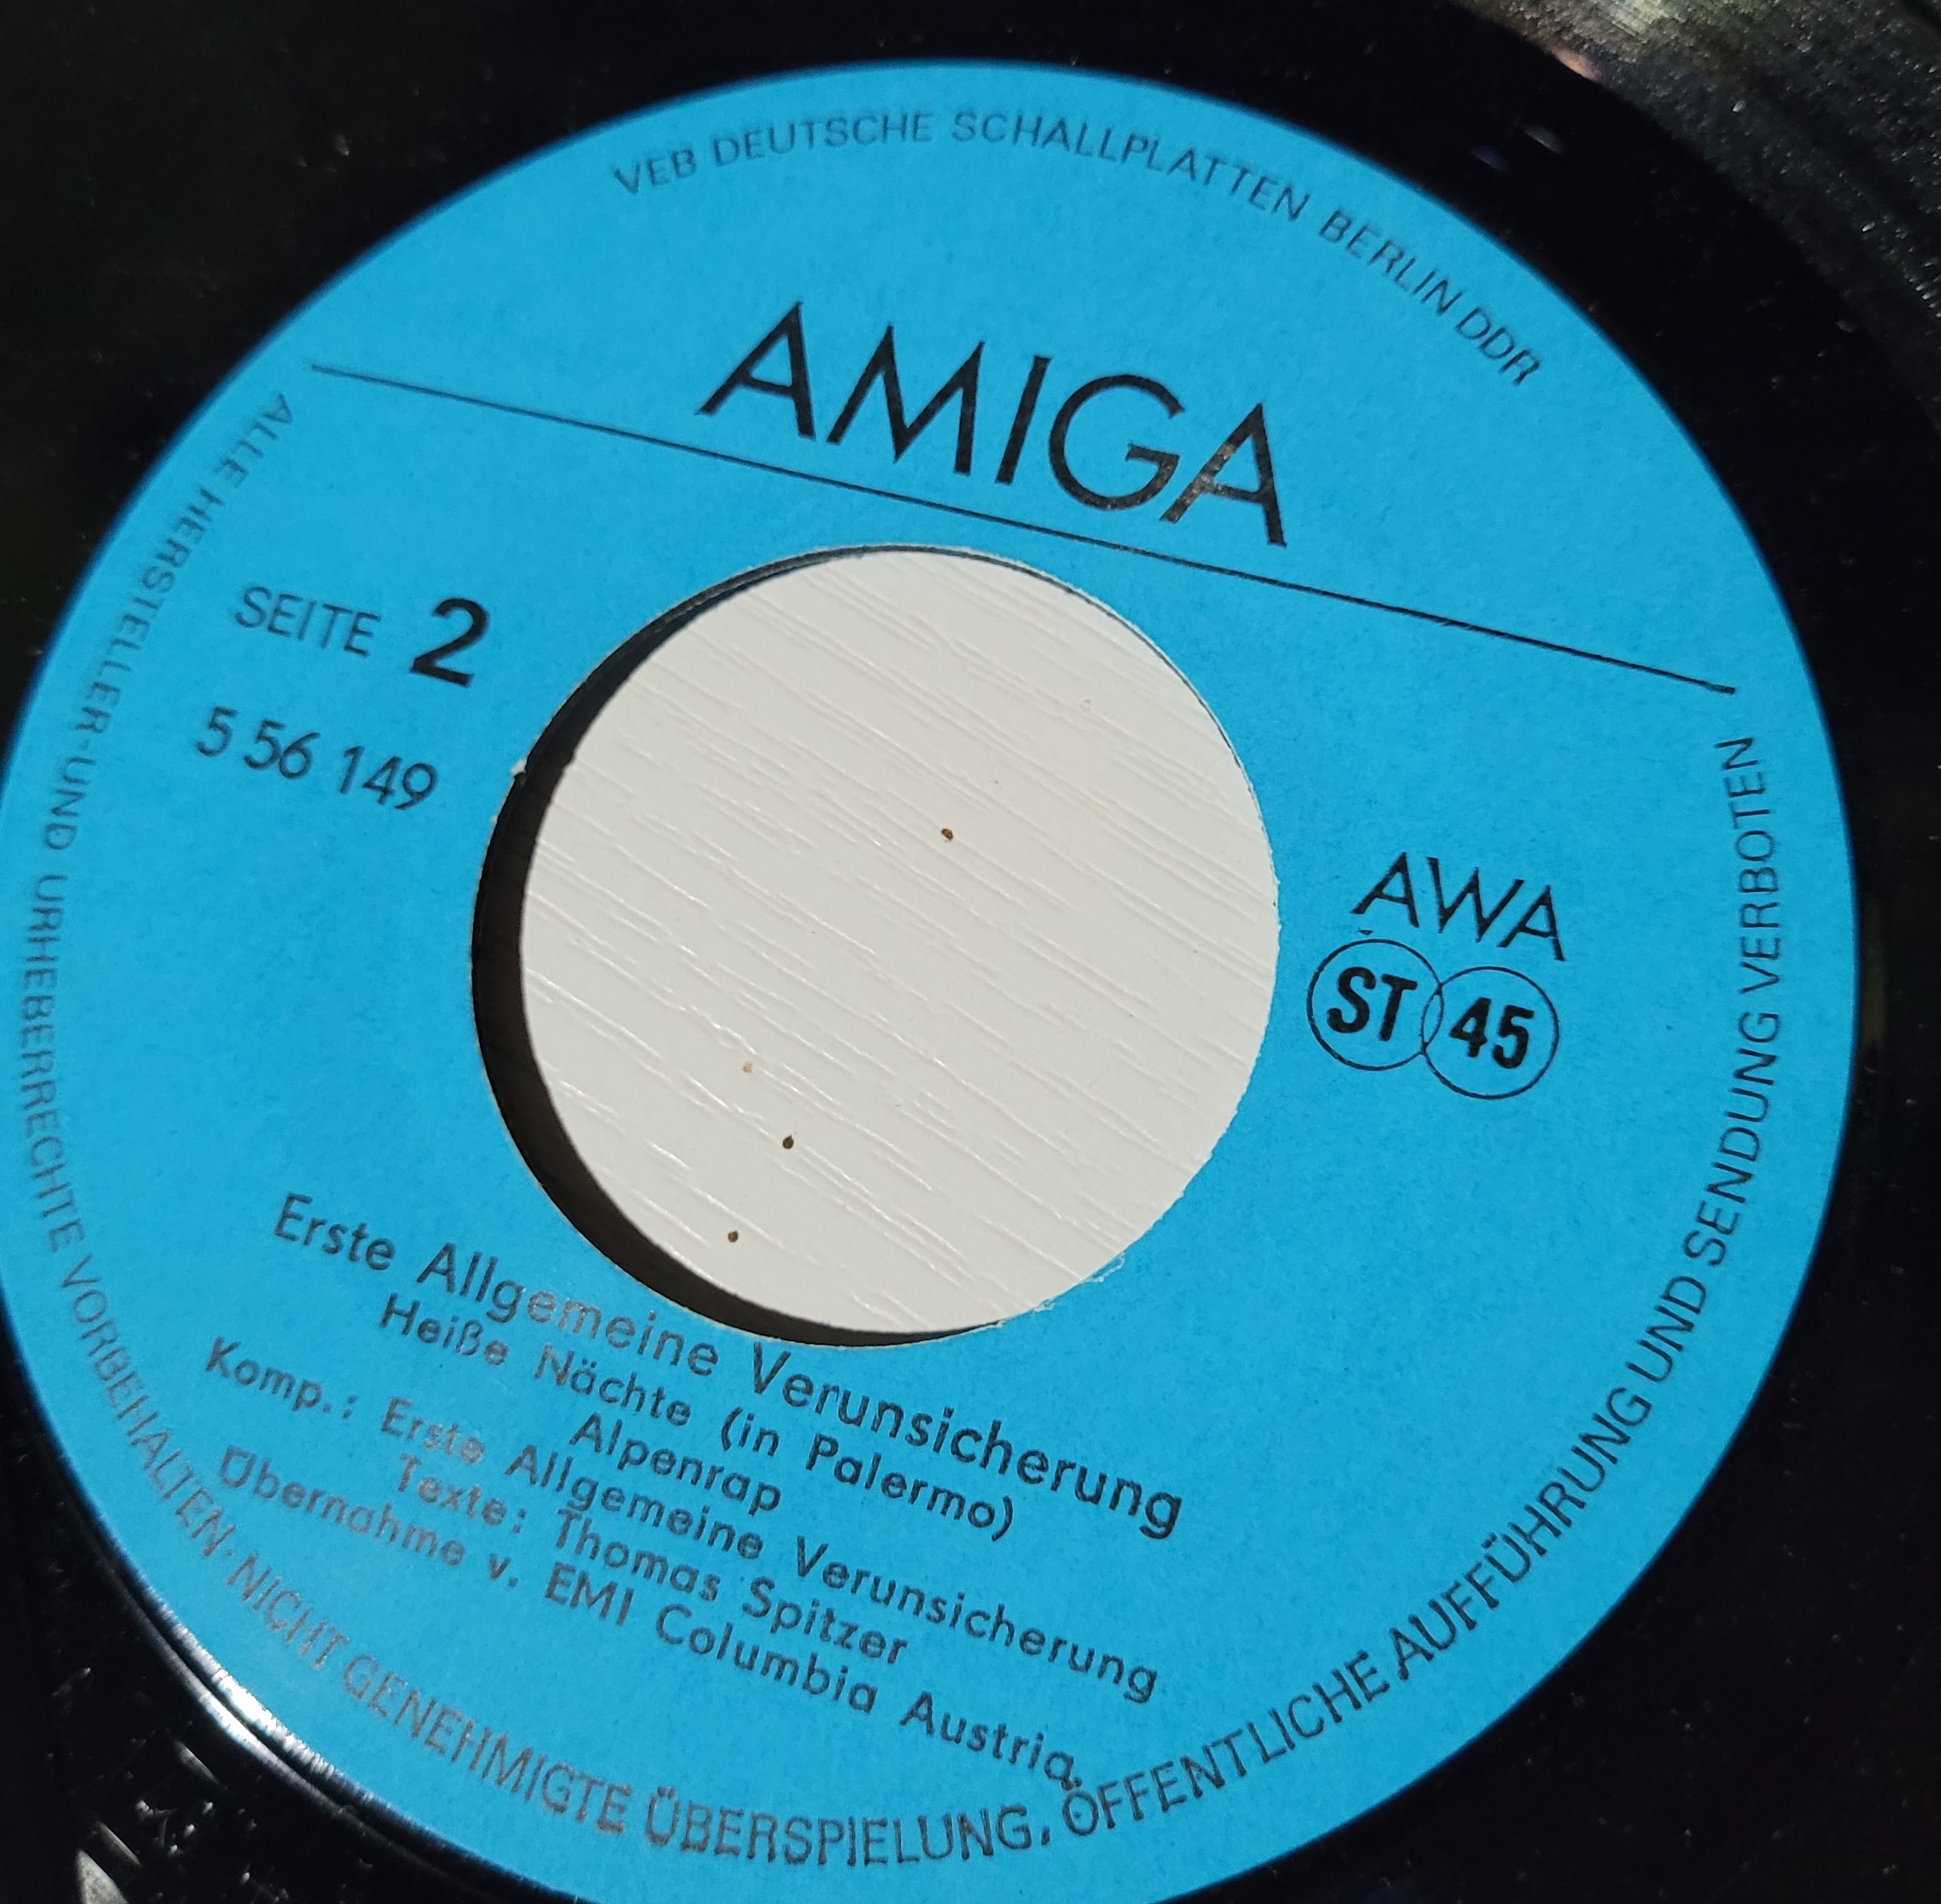 VEB DEUTSCHE SCHALLPLATTEN BERLIN DDR
AMIGA
SEITE 2
5 56 149
AWA
ST 45
Erste Allgemeine Verunsicherung
Heiße Nächte (in Palermo)
Alpenrap
Komp.: Erste Allgemeine Verunsicherung
Texte: Thomas Spitzer
Übernahme v. EMI Columbia Austria
ALLE HERSTELLER-UND URHEBERRECHTE VORBEHALTEN · NICHT GENEHMIGTE ÜBERSPIELUNG, ÖFFENTLICHE AUFFÜHRUNG UND SENDUNG VERBOTEN